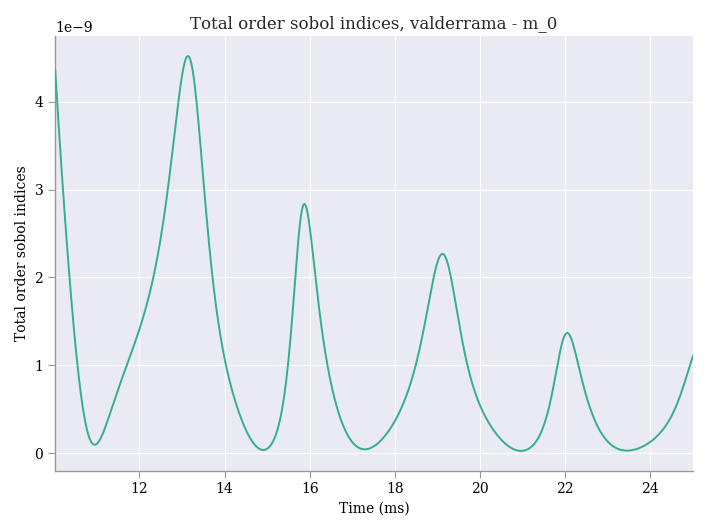 Total order sobol indices, valderrama - m_0
1e−9
4
3
2
1
0
Total order sobol indices
12 14 16 18 20 22 24
Time (ms)